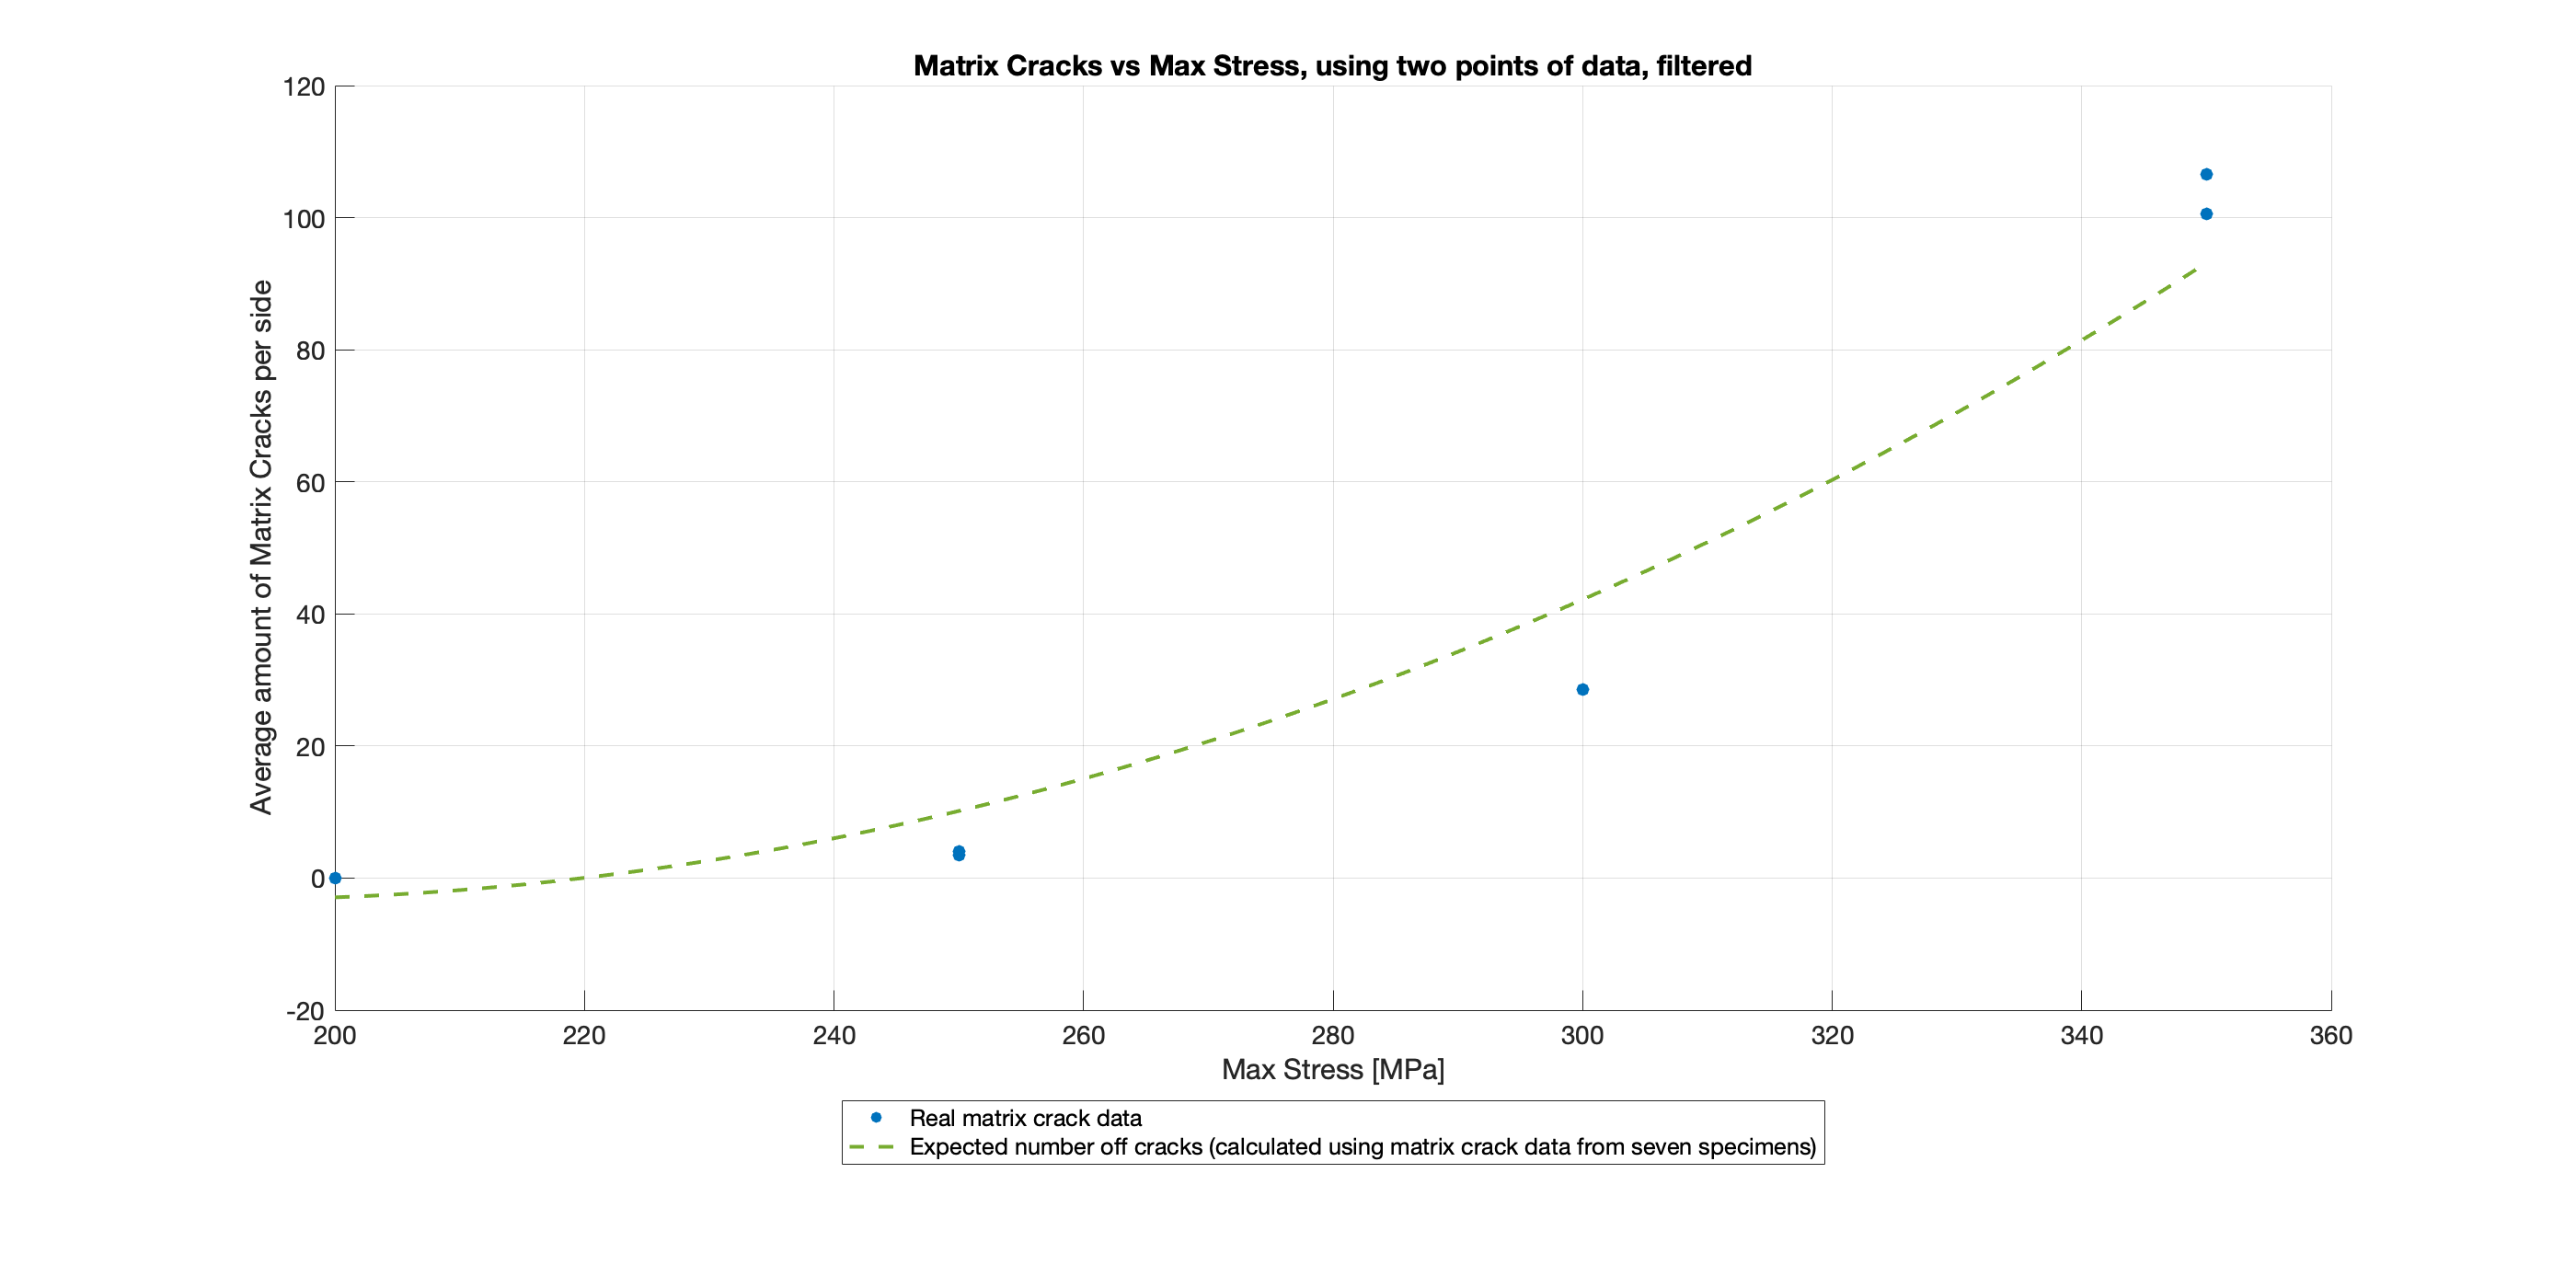 Matrix Cracks vs Max Stress, using two points of data, filtered
120
100
80
60
40
20
0
-20
Average amount of Matrix Cracks per side
200 220 240 260 280 300 320 340 360
Max Stress [MPa]
Real matrix crack data
Expected number off cracks (calculated using matrix crack data from seven specimens)